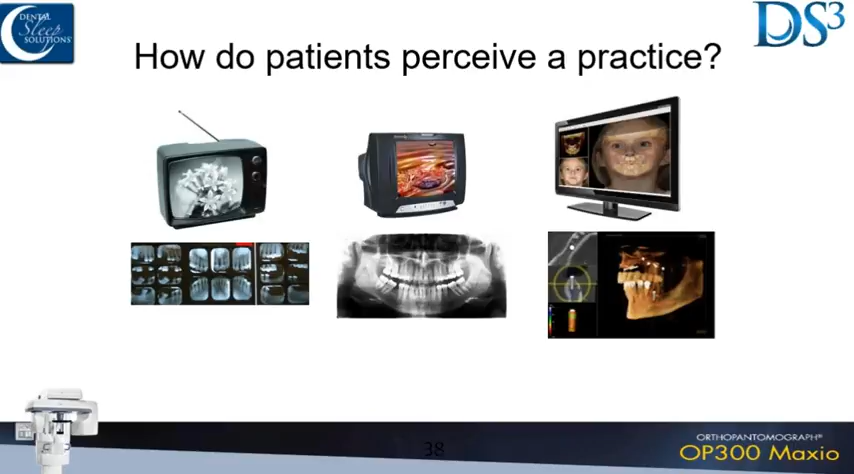 DENTAL
Sleep
SOLUTIONS
DS3
How do patients perceive a practice?
38
ORTHOPANTOMOGRAPH®
OP300 Maxio